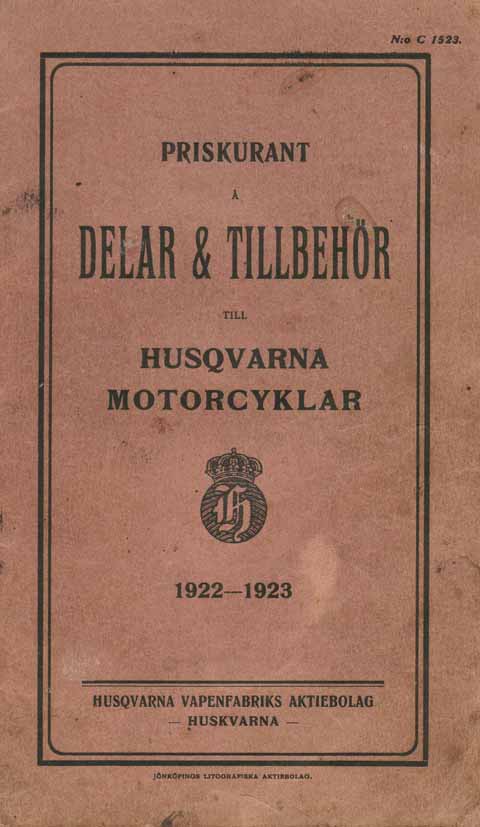 N:o C 1523.
PRISKURANT
Å
DELAR & TILLBEHÖR
TILL
HUSQVARNA
MOTORCYKLAR
H
1922—1923
HUSQVARNA VAPENFABRIKS AKTIEBOLAG
— HUSKVARNA —
JÖNKÖPINGS LITOGRAFISKA AKTIEBOLAG.